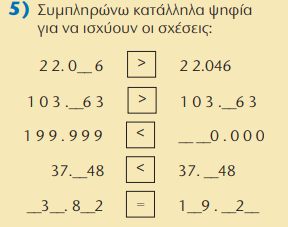 5) Συμπληρώνω κατάλληλα ψηφία
για να ισχύουν οι σχέσεις:
22.0__6 > 22.046
103.__63 > 103.__63
199.999 < __ __0.000
37.__48 < 37.__48
__3__.8__2 = 1__9.__2__